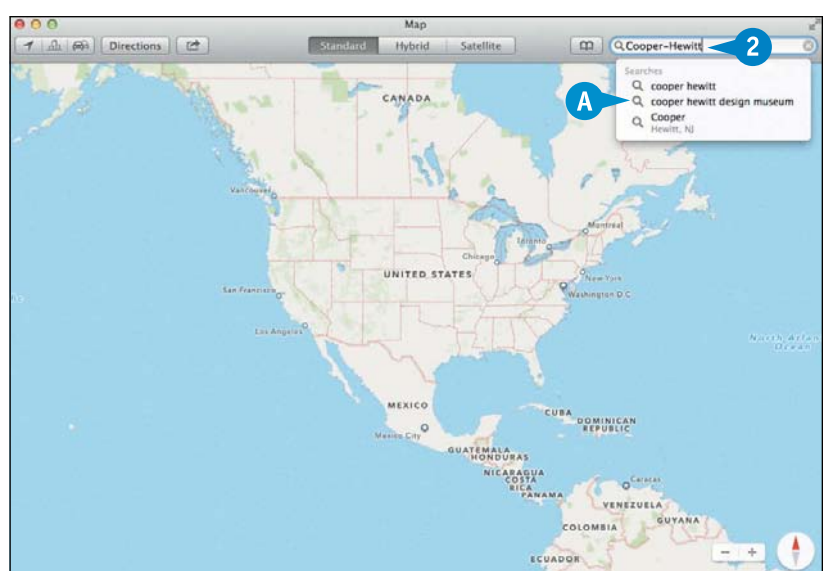 Map
Directions
Standard Hybrid Satellite
Cooper-Hewitt
2
Searches
cooper hewitt
A
cooper hewitt design museum
Cooper
Hewitt, NJ
CANADA
Vancouver
Montreal
Toronto
Chicago
UNITED STATES
New York
San Francisco
Washington D C
Los Angeles
North Atlan
Ocean
MEXICO
Mexico City
CUBA
DOMINICAN
REPUBLIC
GUATEMALA
HONDURAS
NICARAGUA
COSTA
RICA
PANAMA
Caracas
VENEZUELA
GUYANA
COLOMBIA
ECUADOR